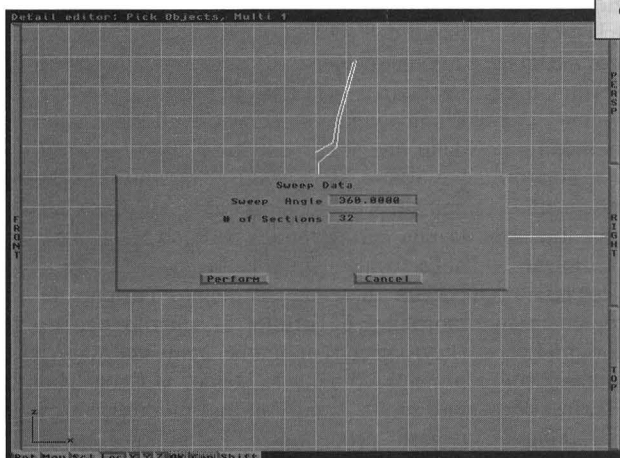 Detail editor: Pick Objects, Multi 1
PERSP
Sweep Data
Sweep Angle 360.0000
# of Sections 32
FRONT
RIGHT
Perform Cancel
TOP
z
x
Shift